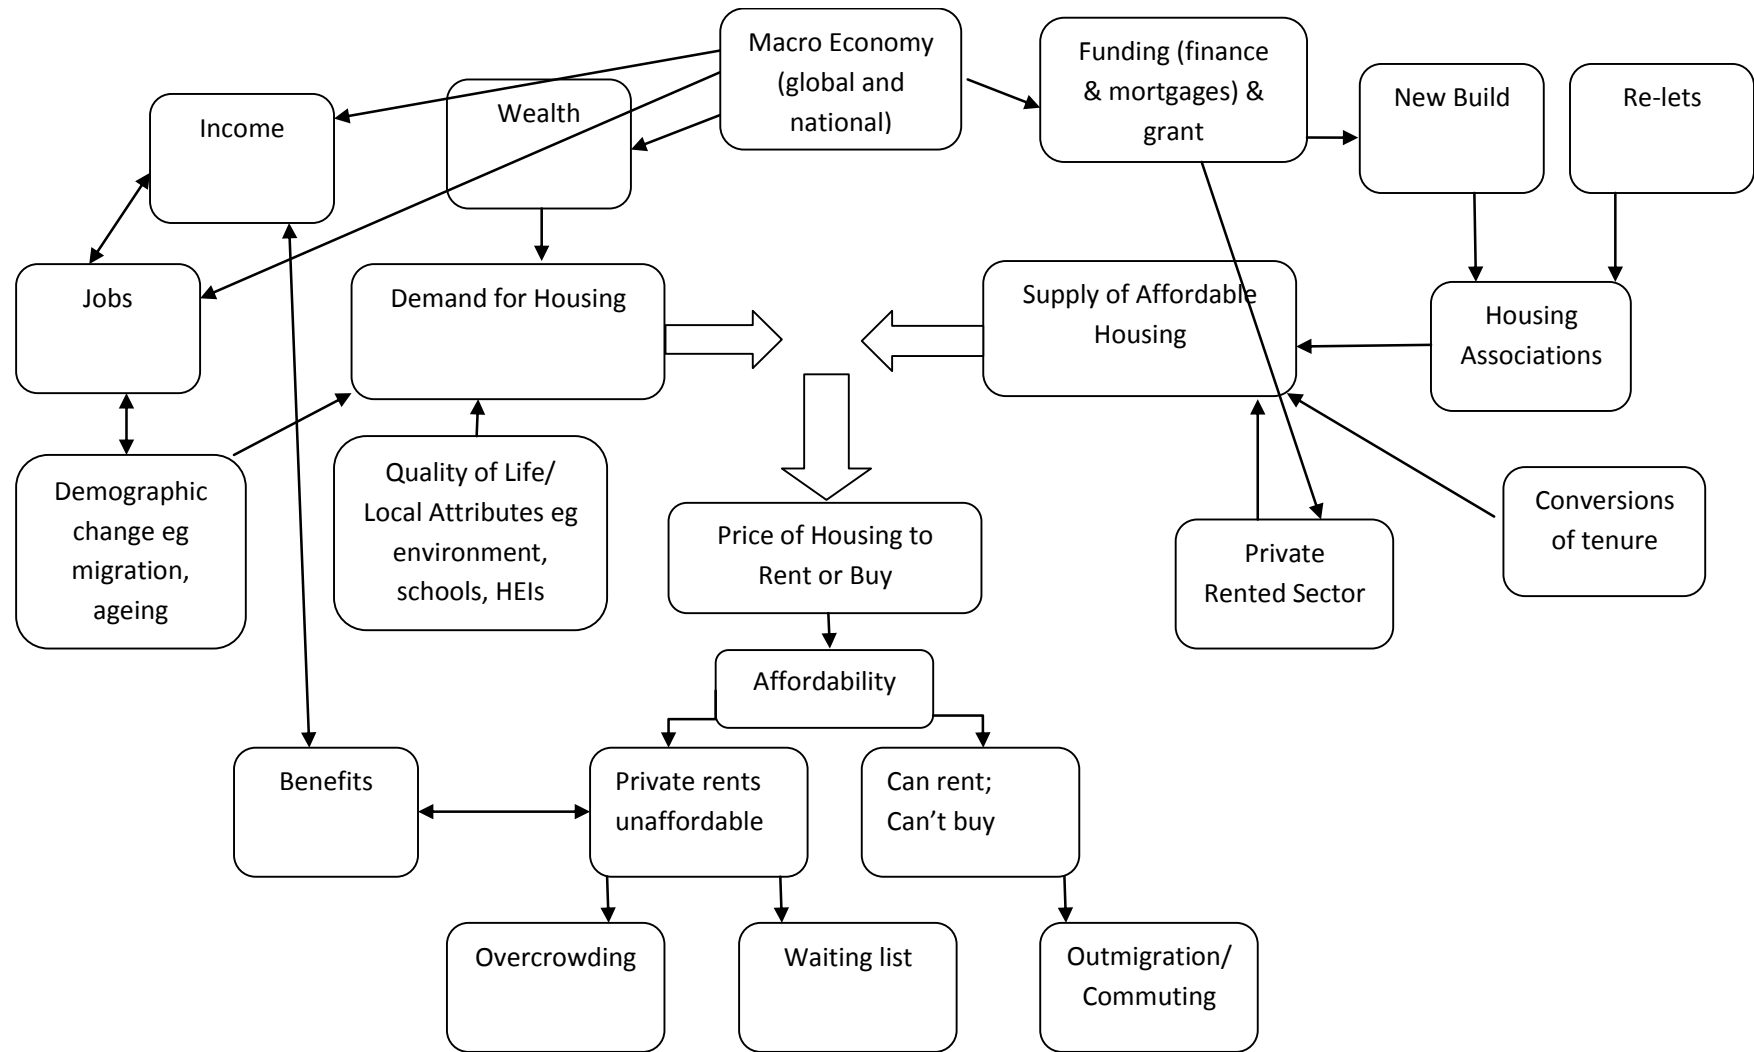 Macro Economy
(global and
national)
Funding (finance
& mortgages) &
grant
New Build
Re-lets
Income
Wealth
Jobs
Demand for Housing
Supply of Affordable
Housing
Housing
Associations
Demographic
change eg
migration,
ageing
Quality of Life/
Local Attributes eg
environment,
schools, HEIs
Price of Housing to
Rent or Buy
Private
Rented Sector
Conversions
of tenure
Affordability
Benefits
Private rents
unaffordable
Can rent;
Can’t buy
Overcrowding
Waiting list
Outmigration/
Commuting